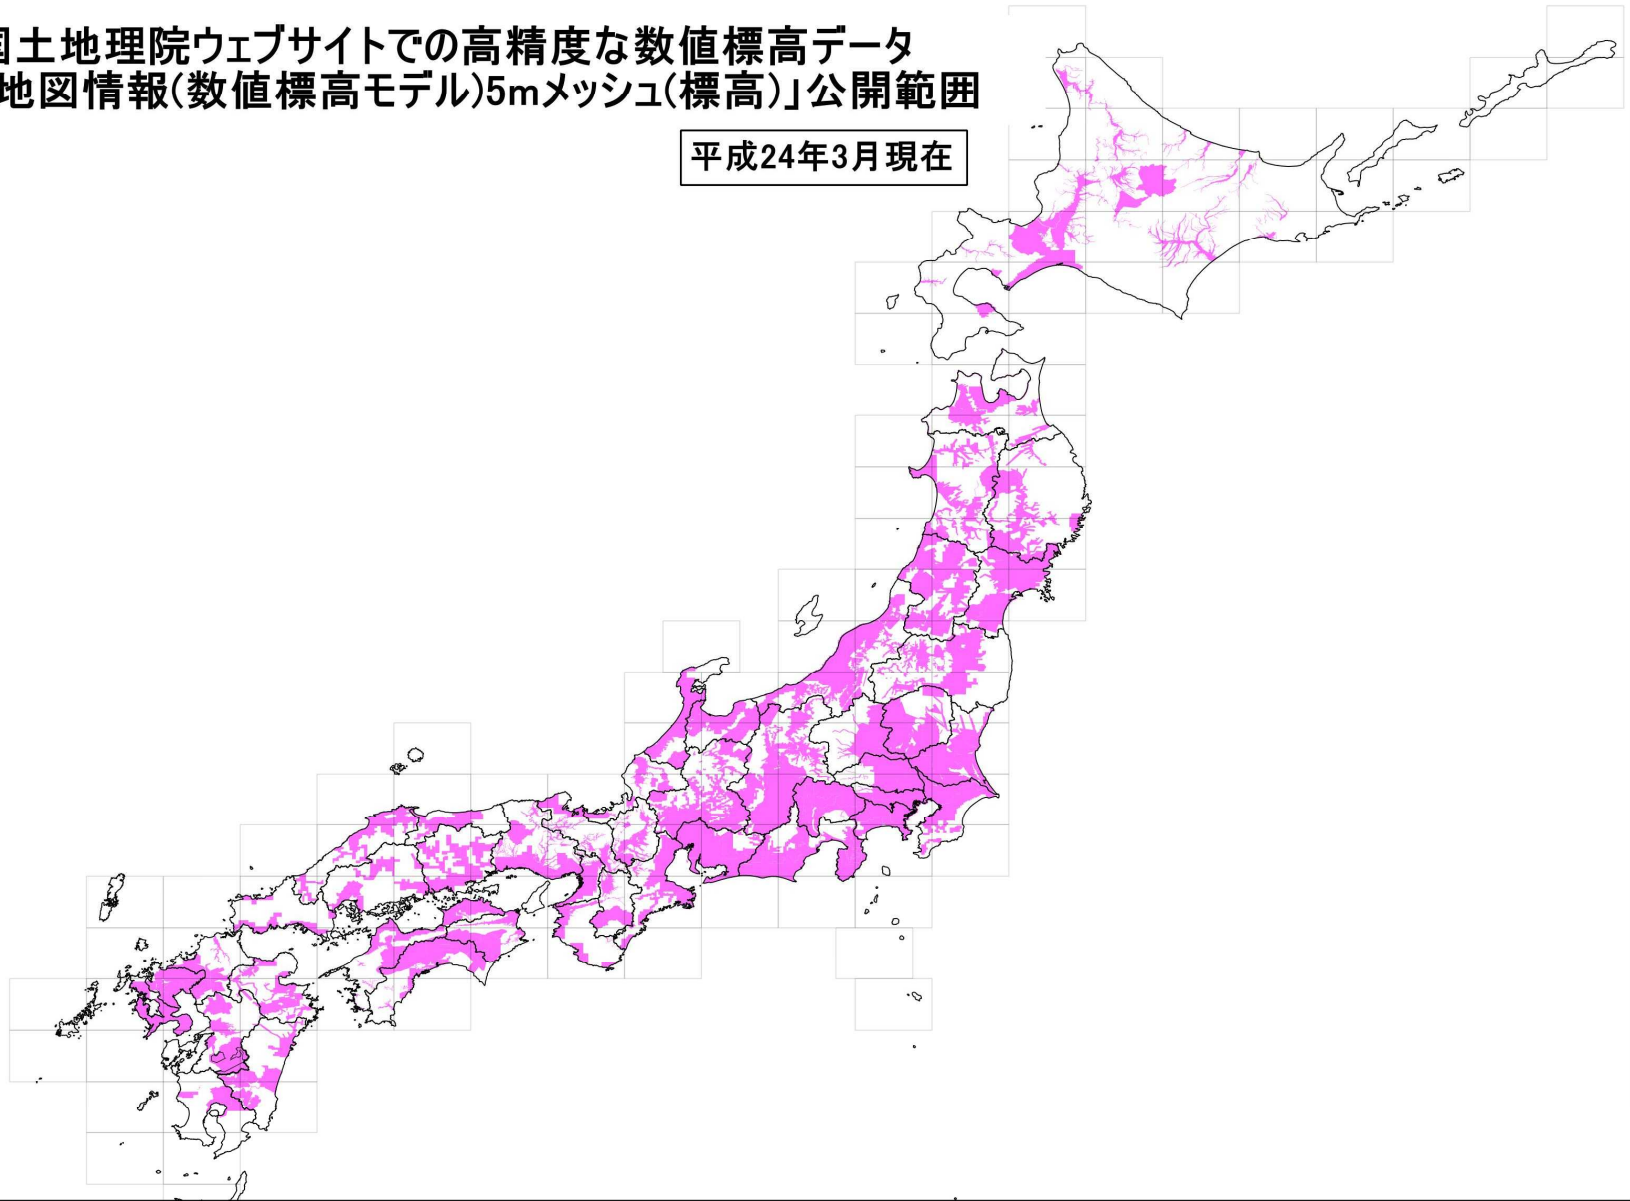 国土地理院ウェブサイトでの高精度な数値標高データ
地図情報(数値標高モデル)5mメッシュ(標高)」公開範囲
平成24年3月現在